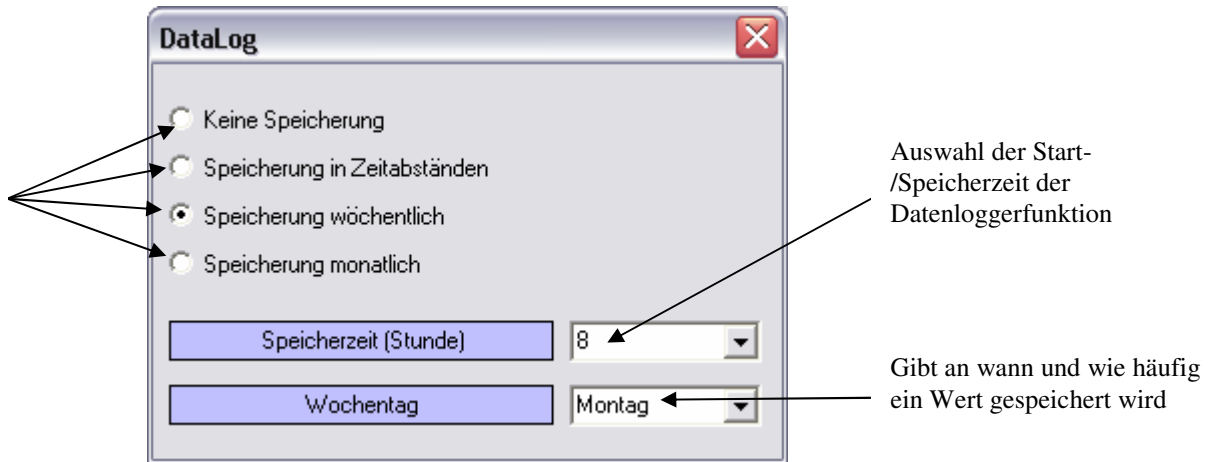 DataLog
Keine Speicherung
Speicherung in Zeitabständen
Speicherung wöchentlich
Speicherung monatlich
Speicherzeit (Stunde)
8
Wochentag
Montag
Auswahl der Start-
/Speicherzeit der
Datenloggerfunktion
Gibt an wann und wie häufig
ein Wert gespeichert wird